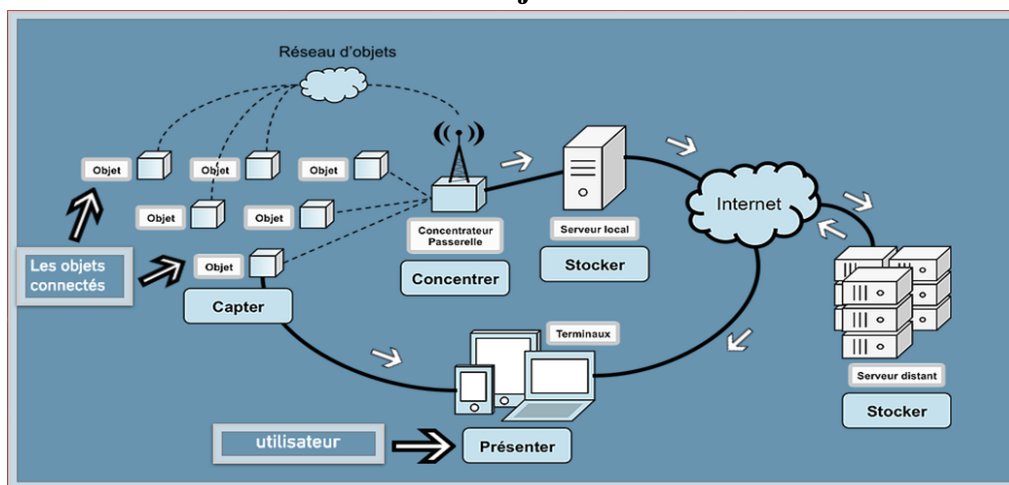 Réseau d'objets
Objet
Objet
Objet
Objet
Objet
Objet
Les objets
connectés
Capter
Concentrateur
Passerelle
Concentrer
Serveur local
Stocker
Internet
Serveur distant
Stocker
Terminaux
Présenter
utilisateur